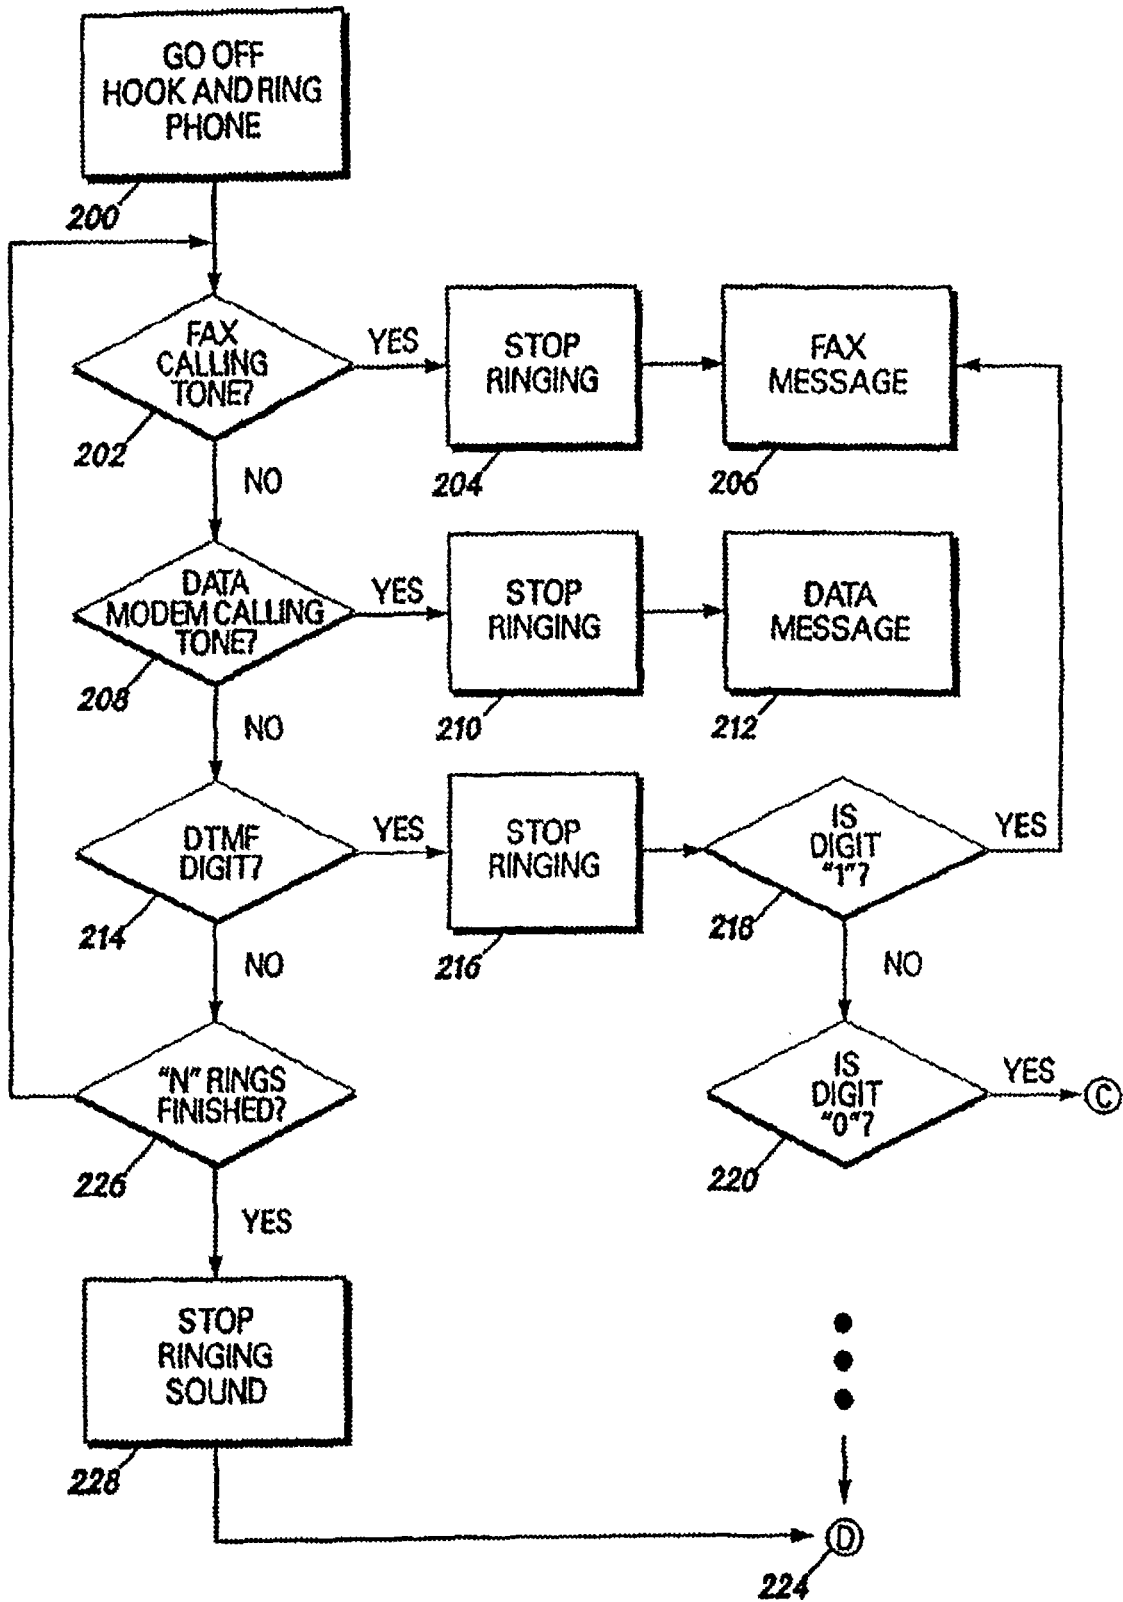 GO OFF
HOOK AND RING
PHONE
200
FAX
CALLING
TONE?
202
YES
STOP
RINGING
204
FAX
MESSAGE
206
NO
DATA
MODEM CALLING
TONE?
208
YES
STOP
RINGING
210
DATA
MESSAGE
212
NO
DTMF
DIGIT?
214
YES
STOP
RINGING
216
IS
DIGIT
"1"?
218
YES
NO
NO
"N" RINGS
FINISHED?
226
IS
DIGIT
"0"?
220
YES
C
YES
STOP
RINGING
SOUND
228
D
224